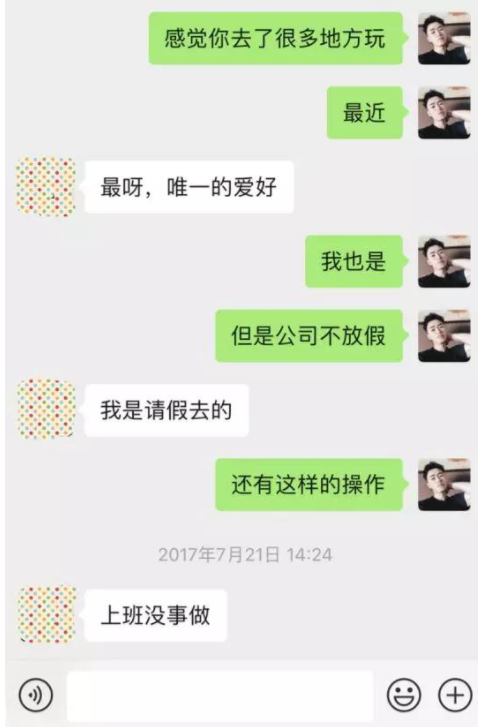 感觉你去了很多地方玩
最近
最呀，唯一的爱好
我也是
但是公司不放假
我是请假去的
还有这样的操作
2017年7月21日 14:24
上班没事做